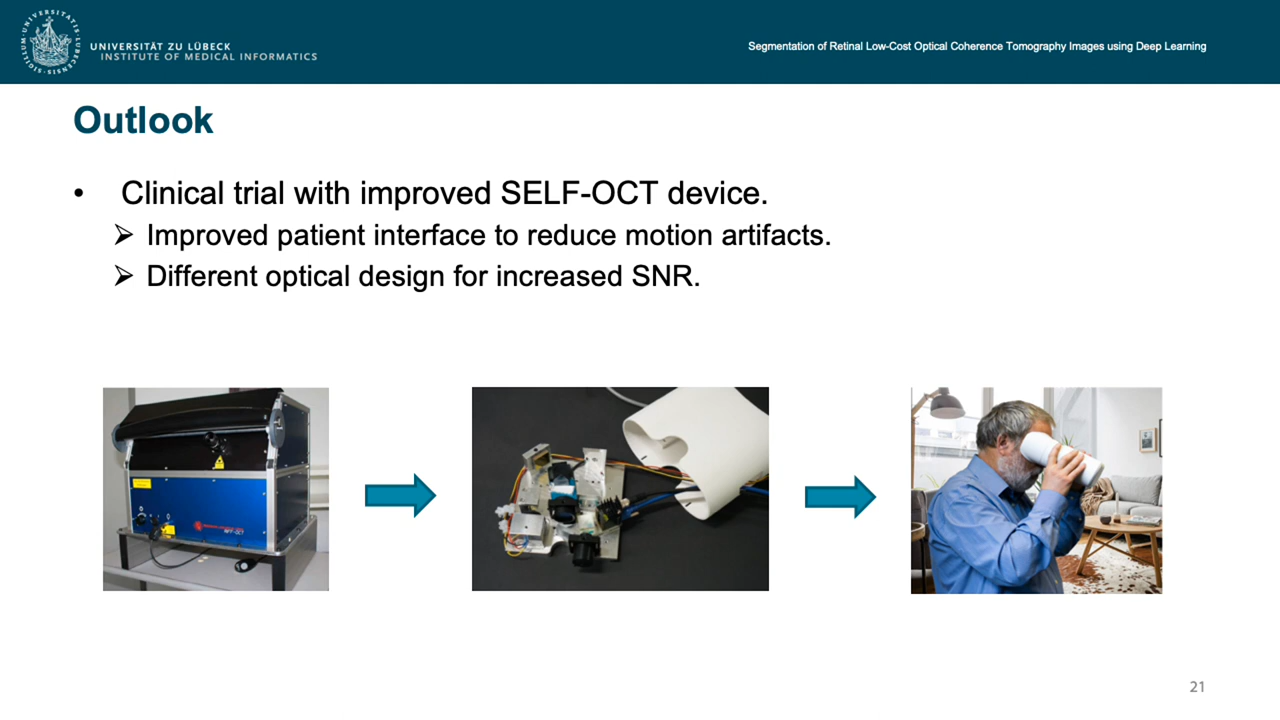 UNIVERSITÄT ZU LÜBECK
INSTITUTE OF MEDICAL INFORMATICS
Segmentation of Retinal Low-Cost Optical Coherence Tomography Images using Deep Learning
Outlook
• Clinical trial with improved SELF-OCT device.
➢ Improved patient interface to reduce motion artifacts.
➢ Different optical design for increased SNR.
21